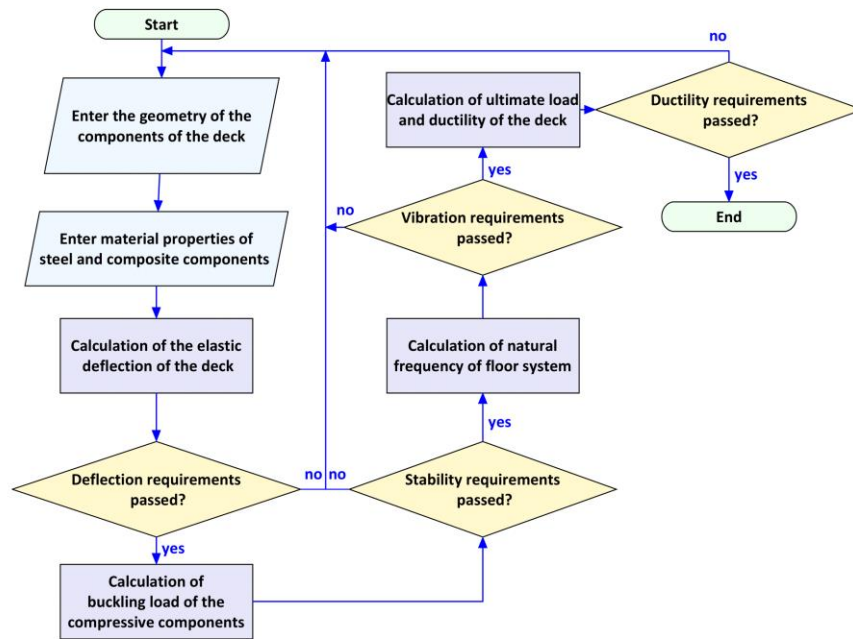 Start
Enter the geometry of the
components of the deck
Enter material properties of
steel and composite components
Calculation of the elastic
deflection of the deck
Deflection requirements
passed?
no
yes
Calculation of
buckling load of the
compressive components
Stability requirements
passed?
no
yes
Calculation of natural
frequency of floor system
Vibration requirements
passed?
no
yes
Calculation of ultimate load
and ductility of the deck
Ductility requirements
passed?
no
yes
End